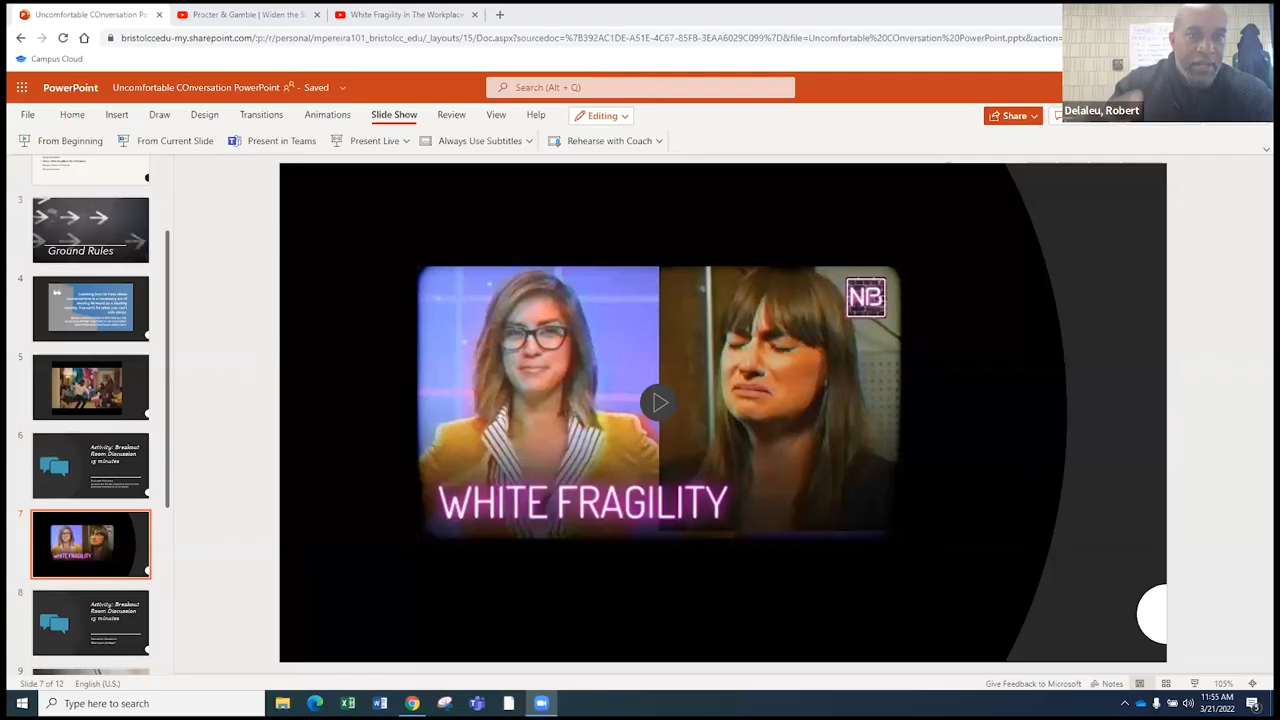 Uncomfortable COnversation Po
Procter & Gamble | Widen the S
White Fragility in The Workplace
bristolccedu-my.sharepoint.com/:p:/r/personal/mpereira101_bristolcc_edu/_layouts/15/Doc.aspx?sourcedoc=%7B392AC1DE-A51E-4C67-85FB-3EAA6029C099%7D&file=Uncomfortable%20COnversation%20PowerPoint.pptx&action=
Campus Cloud
Delaleu, Robert
PowerPoint Uncomfortable COnversation PowerPoint - Saved Search (Alt + Q)
File Home Insert Draw Design Transitions Animations Slide Show Review View Help Editing Share
From Beginning From Current Slide Present in Teams Present Live Always Use Subtitles Rehearse with Coach
3
Ground Rules
4
5
6
Activity: Breakout
Room Discussion
15 minutes
7
WHITE FRAGILITY
8
Activity: Breakout
Room Discussion
15 minutes
9
NB
WHITE FRAGILITY
Slide 7 of 12 English (U.S.) Give Feedback to Microsoft Notes 105%
Type here to search
11:55 AM
3/21/2022
3